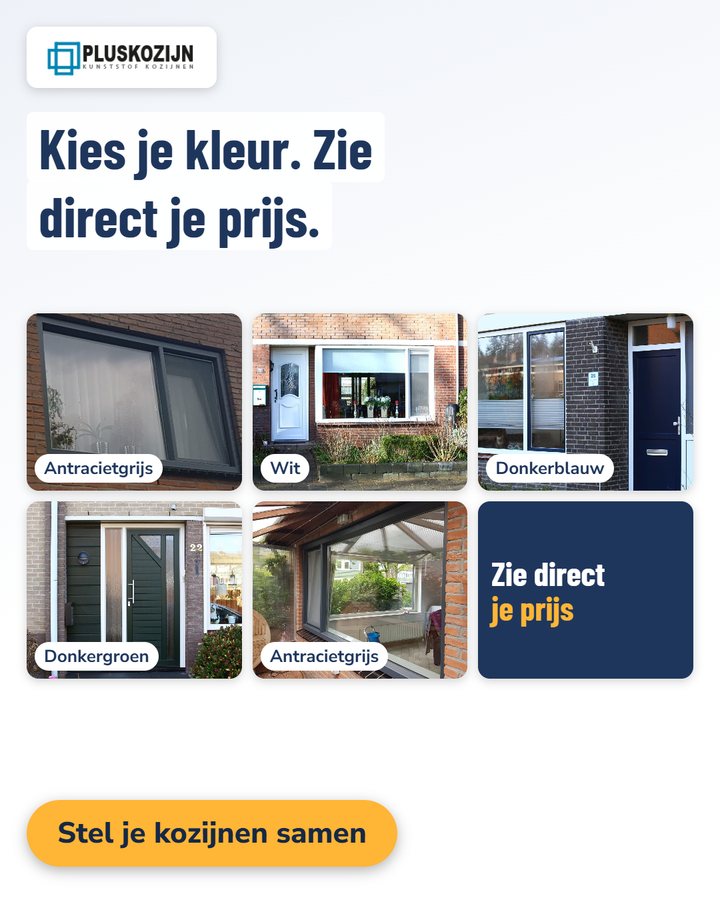 PLUSKOZIJN
KUNSTSTOF KOZIJNEN
Kies je kleur. Zie
direct je prijs.
Antracietgrijs
Wit
Donkerblauw
22
Donkergroen
Antracietgrijs
Zie direct
je prijs
Stel je kozijnen samen